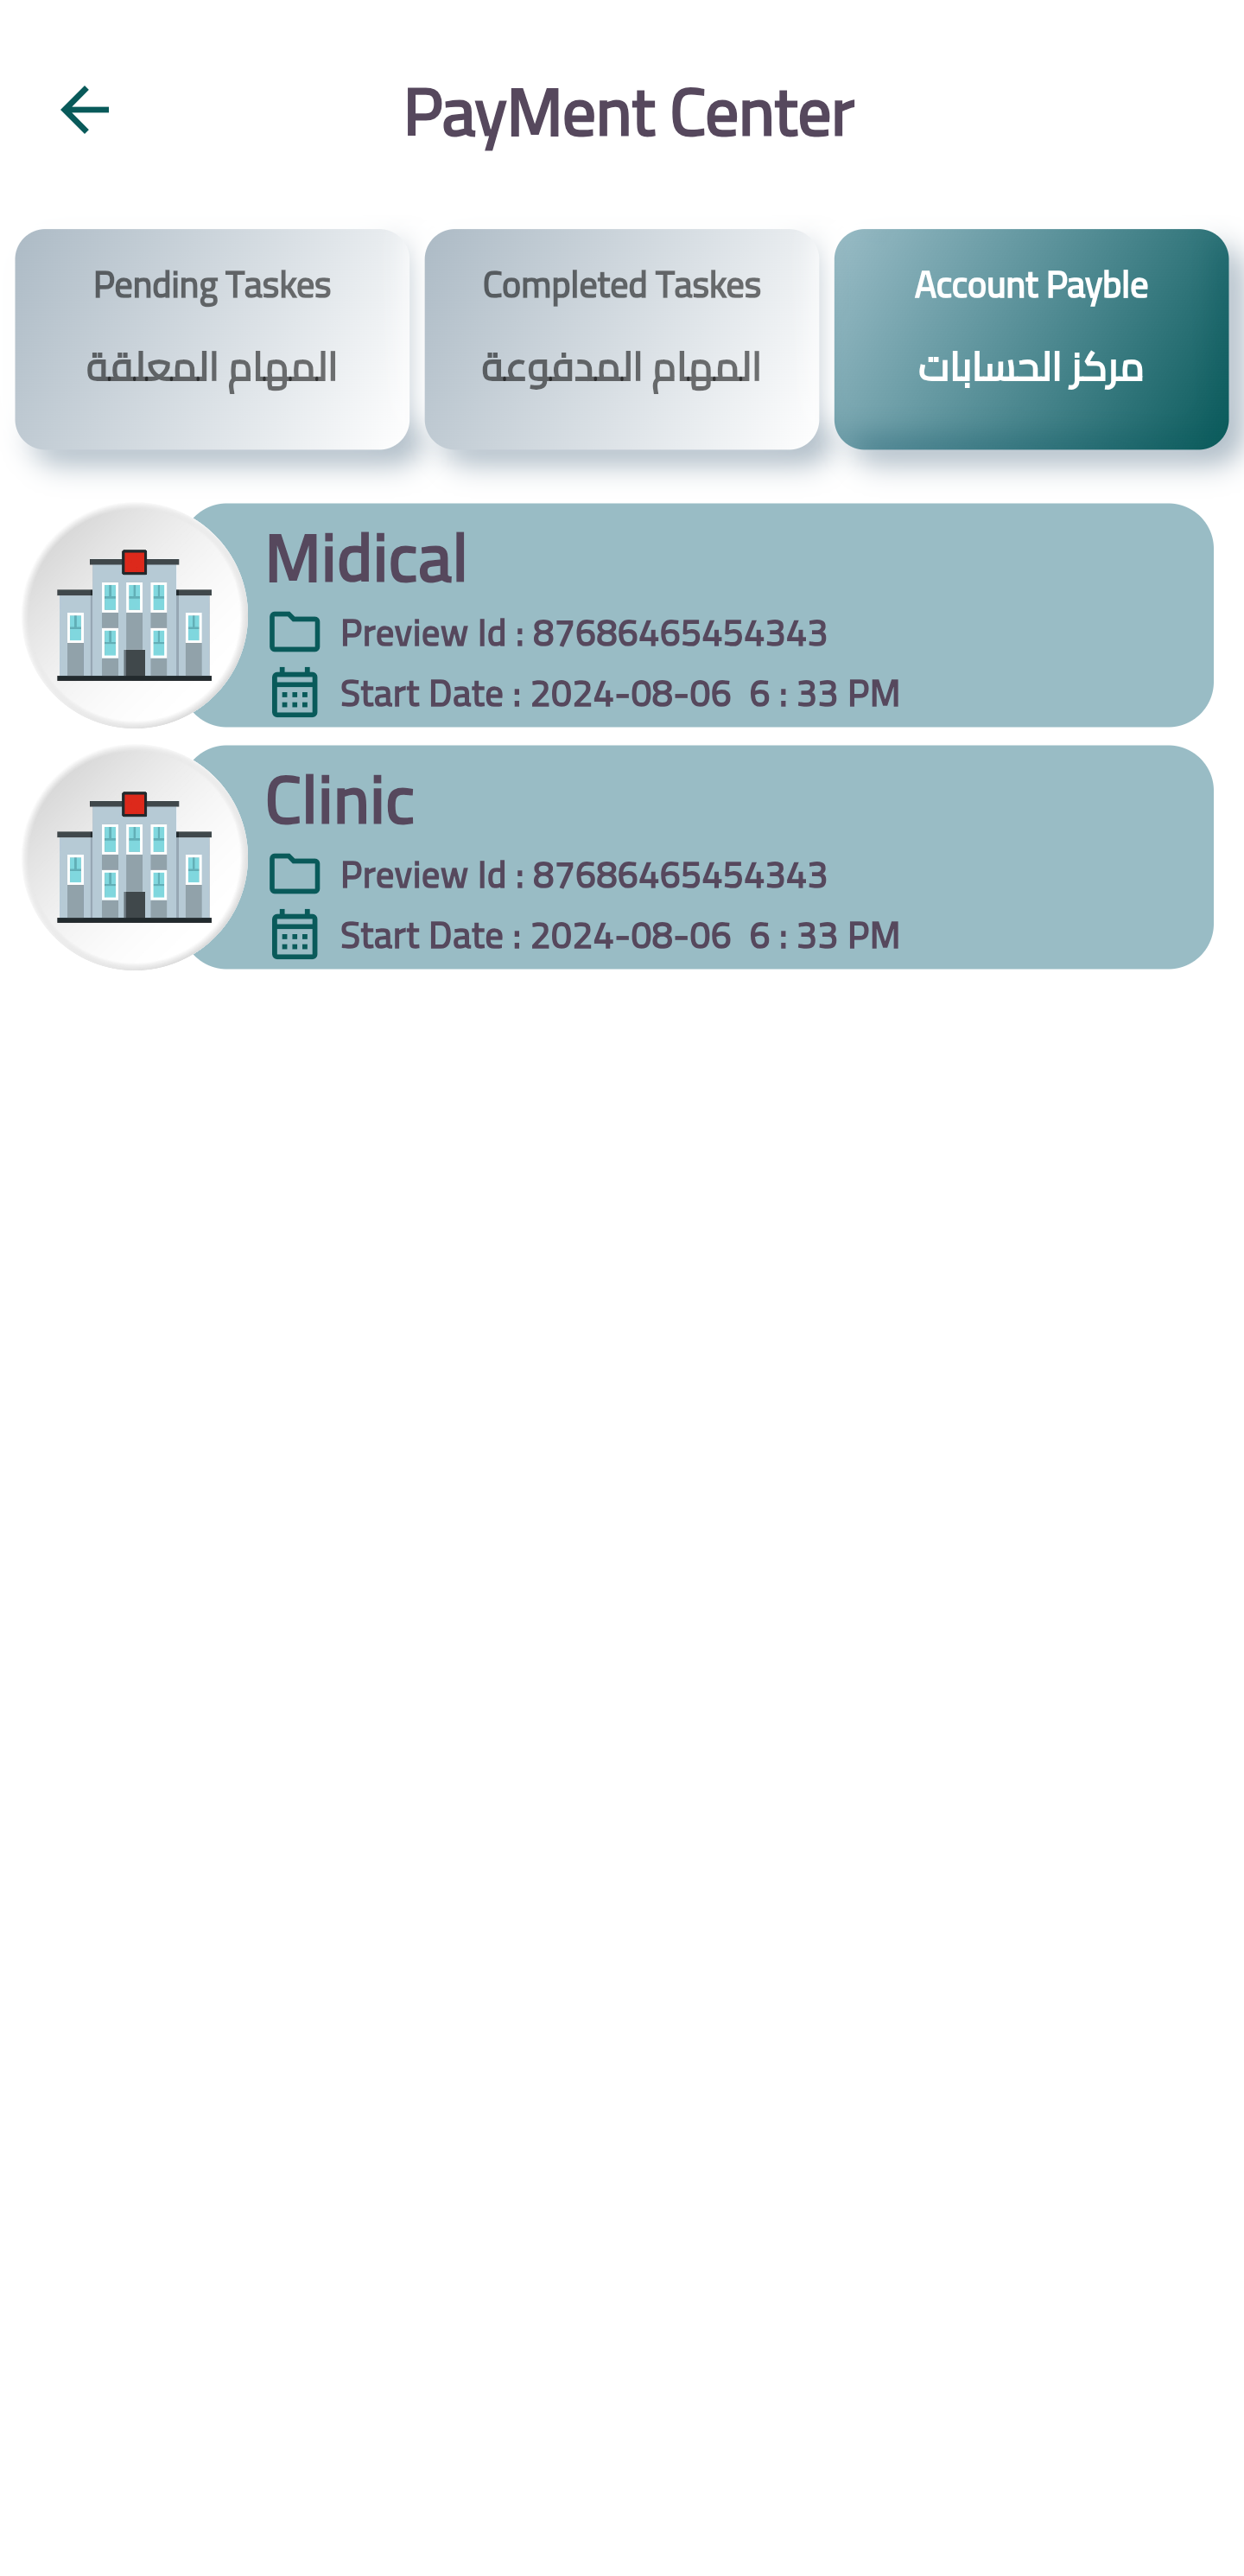 PayMent Center
Pending Taskes
المهام المعلقة
Completed Taskes
المهام المدفوعة
Account Payble
مركز الحسابات
Midical
Preview Id : 87686465454343
Start Date : 2024-08-06  6 : 33 PM
Clinic
Preview Id : 87686465454343
Start Date : 2024-08-06  6 : 33 PM